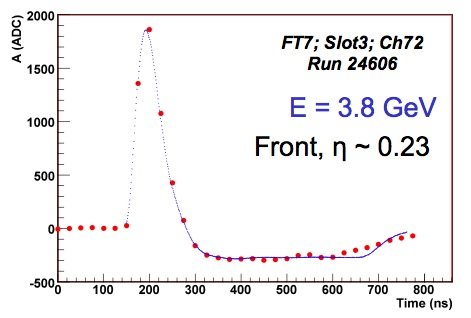 A (ADC)
2000
1500
1000
500
0
-500
FT7; Slot3; Ch72
Run 24606
E = 3.8 GeV
Front, η ~ 0.23
0 100 200 300 400 500 600 700 800
Time (ns)